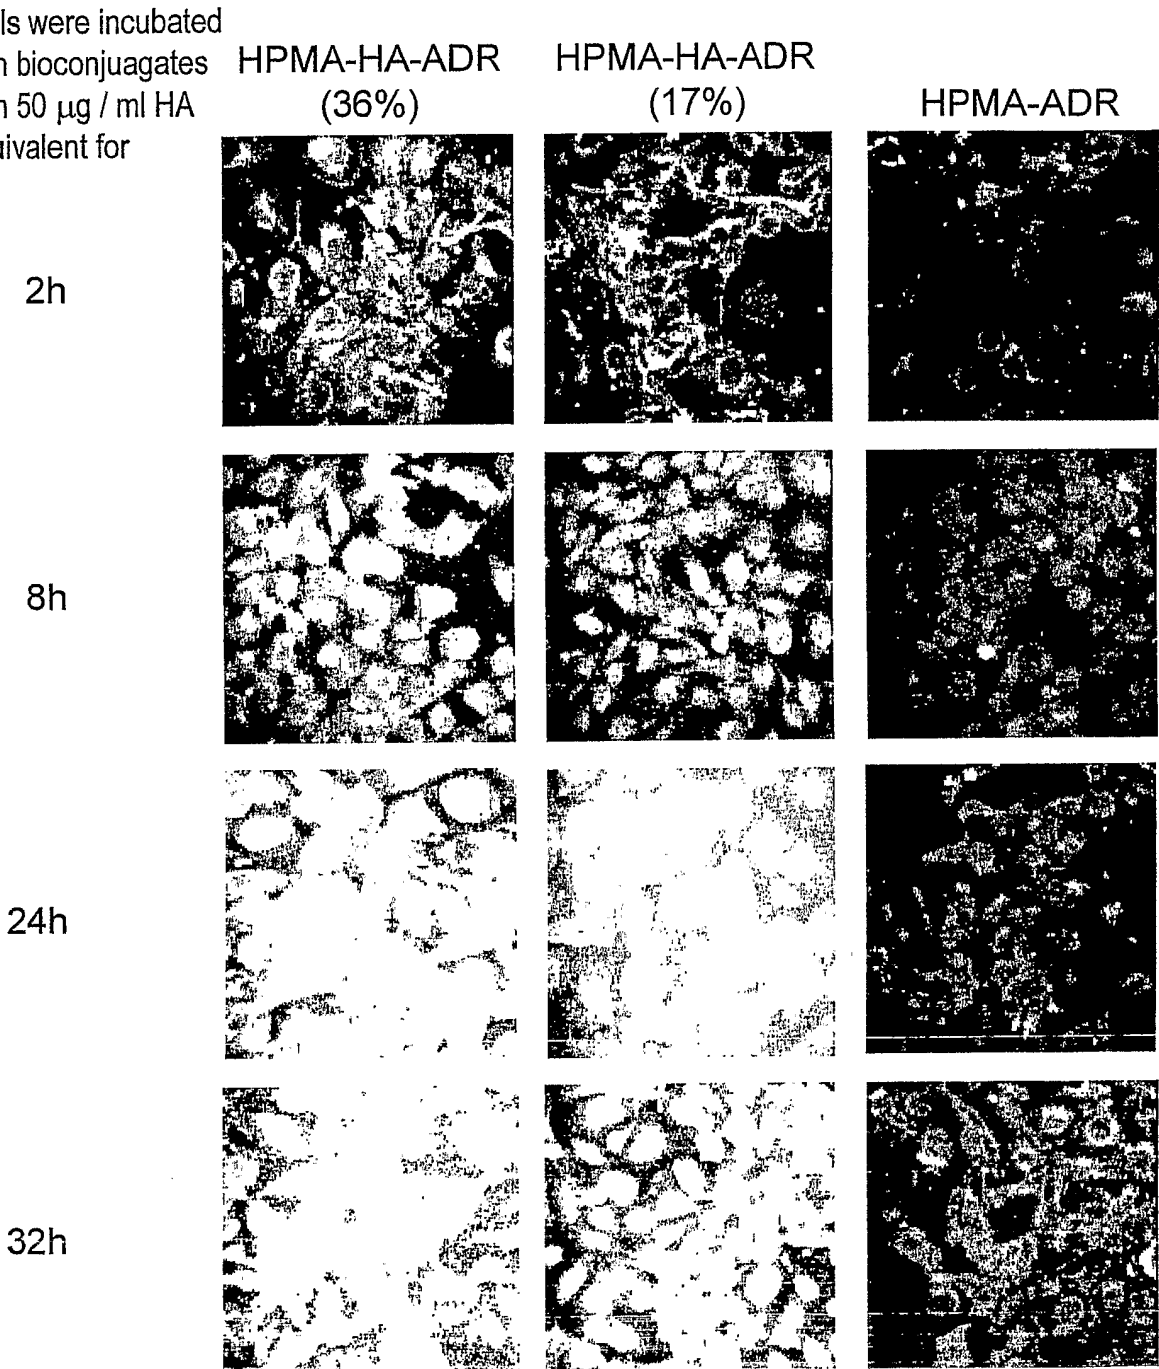 ls were incubated
n bioconjuagates
n 50 µg / ml HA
uivalent for
HPMA-HA-ADR
(36%)
HPMA-HA-ADR
(17%)
HPMA-ADR
2h
8h
24h
32h